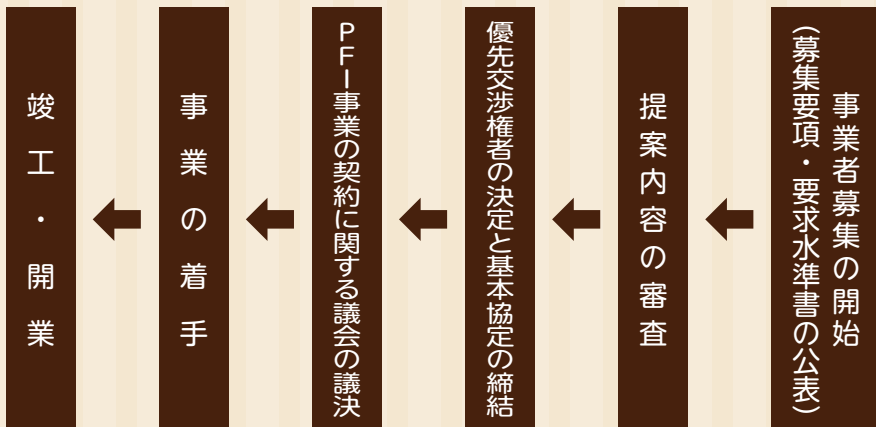 事業者募集の開始
（募集要項・要求水準書の公表）
提案内容の審査
優先交渉権者の決定と基本協定の締結
PFI事業の契約に関する議会の議決
事業の着手
竣工・開業